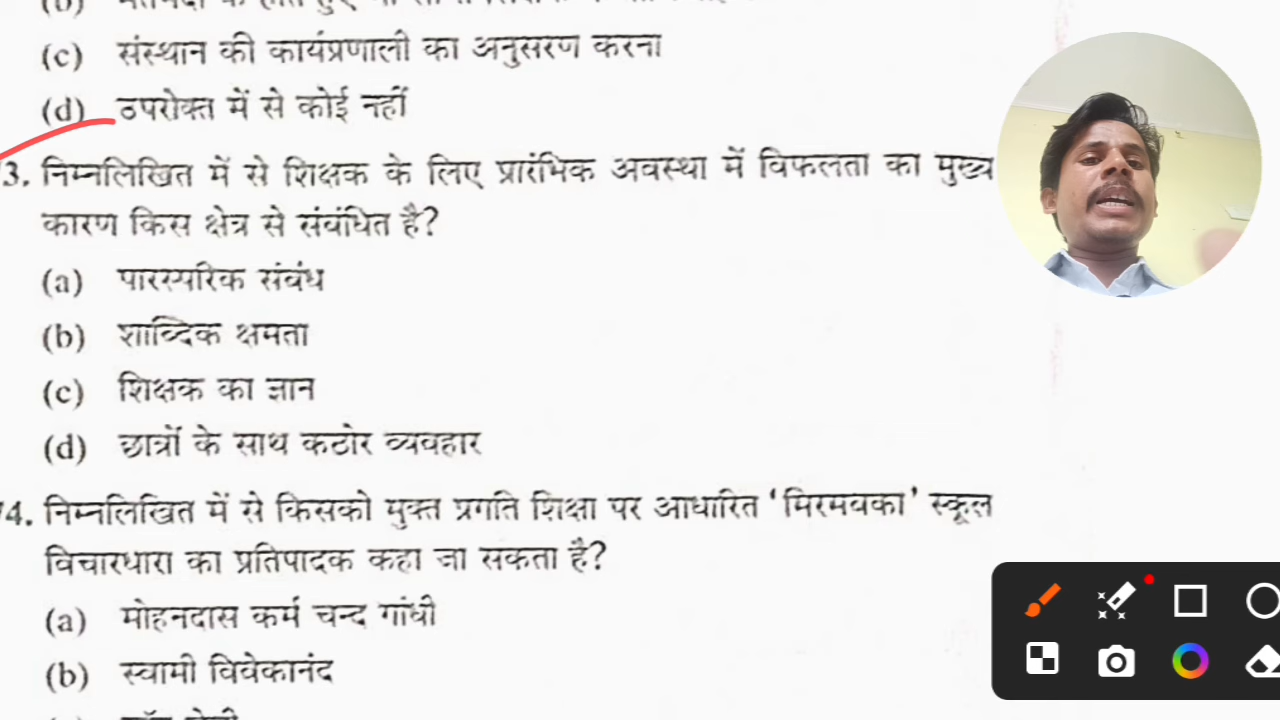 (c) संस्थान की कार्यप्रणाली का अनुसरण करना
(d) उपरोक्त में से कोई नहीं
3. निम्नलिखित में से शिक्षक के लिए प्रारंभिक अवस्था में विफलता का मुख्य
कारण किस क्षेत्र से संबंधित है?
(a) पारस्परिक संबंध
(b) शाब्दिक क्षमता
(c) शिक्षक का ज्ञान
(d) छात्रों के साथ कठोर व्यवहार
4. निम्नलिखित में से किसको मुक्त प्रगति शिक्षा पर आधारित ‘मिरमवका’ स्कूल
विचारधारा का प्रतिपादक कहा जा सकता है?
(a) मोहनदास कर्म चन्द गांधी
(b) स्वामी विवेकानंद